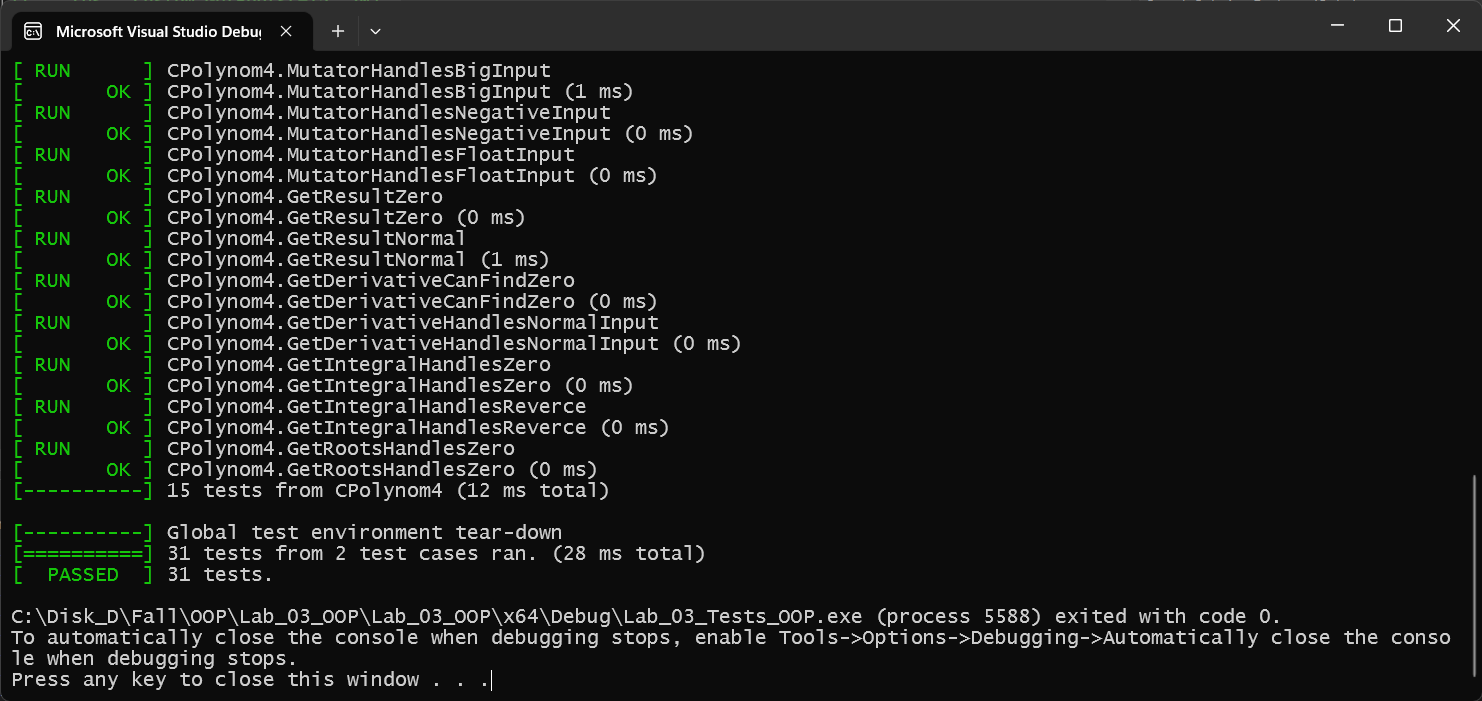 Microsoft Visual Studio Debug
[ RUN      ] CPolynom4.MutatorHandlesBigInput
[       OK ] CPolynom4.MutatorHandlesBigInput (1 ms)
[ RUN      ] CPolynom4.MutatorHandlesNegativeInput
[       OK ] CPolynom4.MutatorHandlesNegativeInput (0 ms)
[ RUN      ] CPolynom4.MutatorHandlesFloatInput
[       OK ] CPolynom4.MutatorHandlesFloatInput (0 ms)
[ RUN      ] CPolynom4.GetResultZero
[       OK ] CPolynom4.GetResultZero (0 ms)
[ RUN      ] CPolynom4.GetResultNormal
[       OK ] CPolynom4.GetResultNormal (1 ms)
[ RUN      ] CPolynom4.GetDerivativeCanFindZero
[       OK ] CPolynom4.GetDerivativeCanFindZero (0 ms)
[ RUN      ] CPolynom4.GetDerivativeHandlesNormalInput
[       OK ] CPolynom4.GetDerivativeHandlesNormalInput (0 ms)
[ RUN      ] CPolynom4.GetIntegralHandlesZero
[       OK ] CPolynom4.GetIntegralHandlesZero (0 ms)
[ RUN      ] CPolynom4.GetIntegralHandlesReverce
[       OK ] CPolynom4.GetIntegralHandlesReverce (0 ms)
[ RUN      ] CPolynom4.GetRootsHandlesZero
[       OK ] CPolynom4.GetRootsHandlesZero (0 ms)
[----------] 15 tests from CPolynom4 (12 ms total)
[----------] Global test environment tear-down
[==========] 31 tests from 2 test cases ran. (28 ms total)
[  PASSED  ] 31 tests.
C:\Disk_D\Fall\OOP\Lab_03_OOP\Lab_03_OOP\x64\Debug\Lab_03_Tests_OOP.exe (process 5588) exited with code 0.
To automatically close the console when debugging stops, enable Tools->Options->Debugging->Automatically close the conso
le when debugging stops.
Press any key to close this window . . .